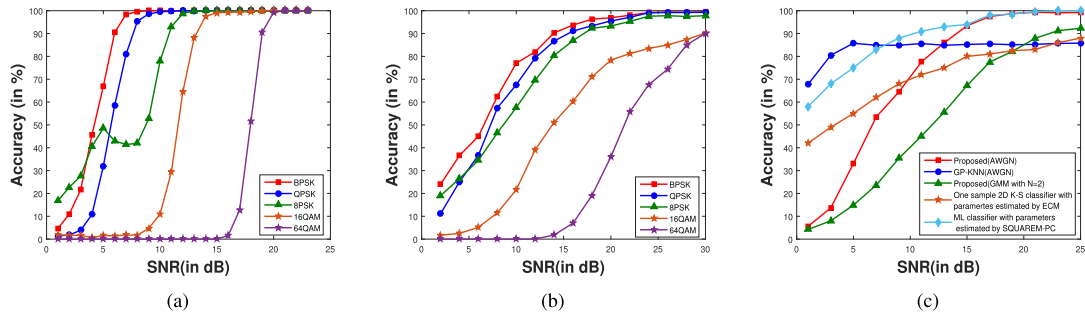 Accuracy (in %)
100
90
80
70
60
50
40
30
20
10
0
0 5 10 15 20 25
SNR(in dB)
BPSK
QPSK
8PSK
16QAM
64QAM
(a)
Accuracy (in %)
100
90
80
70
60
50
40
30
20
10
0
0 5 10 15 20 25 30
SNR(in dB)
BPSK
QPSK
8PSK
16QAM
64QAM
(b)
Accuracy (in %)
100
90
80
70
60
50
40
30
20
10
0
0 5 10 15 20 25
SNR(in dB)
Proposed(AWGN)
GP-KNN(AWGN)
Proposed(GMM with N=2)
One sample 2D K-S classifier with
paramertes estimated by ECM
ML classifier with parameters
estimated by SQUAREM-PC
(c)